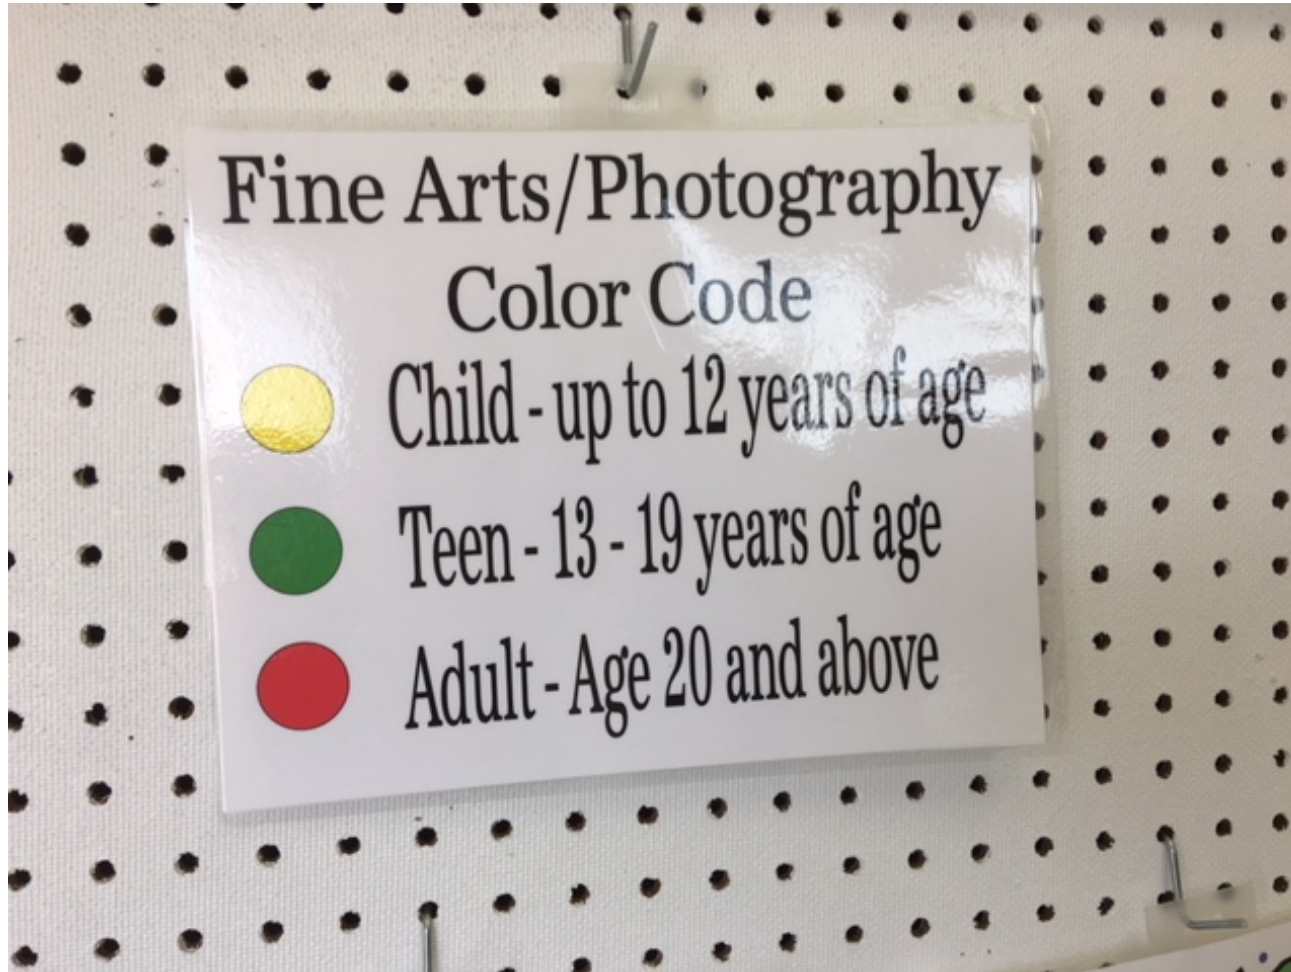 Fine Arts/Photography
Color Code
Child - up to 12 years of age
Teen - 13 - 19 years of age
Adult - Age 20 and above